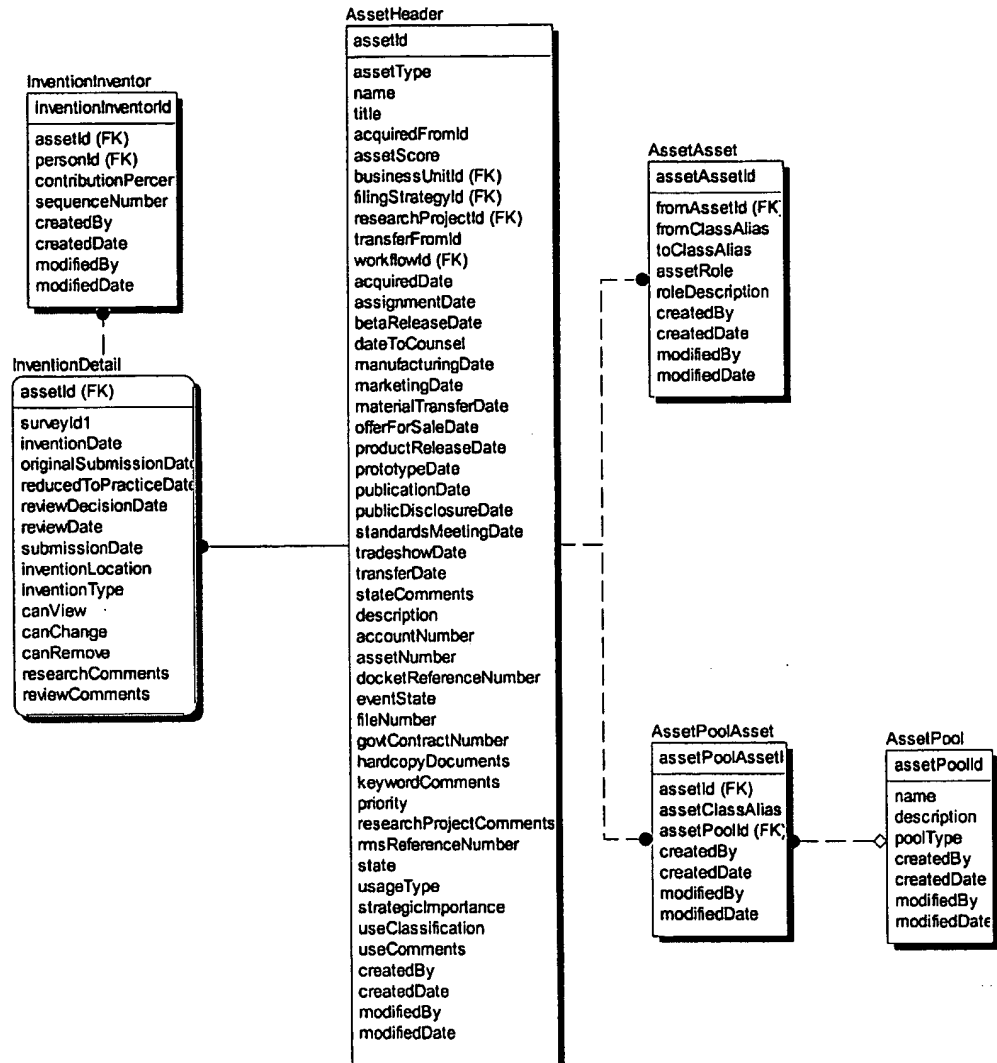 InventionInventor
inventionInventorId
assetId (FK)
personId (FK)
contributionPercer
sequenceNumber
createdBy
createdDate
modifiedBy
modifiedDate
InventionDetail
assetId (FK)
surveyId1
inventionDate
originalSubmissionDate
reducedToPracticeDate
reviewDecisionDate
reviewDate
submissionDate
inventionLocation
InventionType
canView
canChange
canRemove
researchComments
reviewComments
AssetHeader
assetId
assetType
name
title
acquiredFromId
assetScore
businessUnitId (FK)
filingStrategyId (FK)
researchProjectId (FK)
transferFromId
workflowId (FK)
acquiredDate
assignmentDate
betaReleaseDate
dateToCounsel
manufacturingDate
marketingDate
materialTransferDate
offerForSaleDate
productReleaseDate
prototypeDate
publicationDate
publicDisclosureDate
standardsMeetingDate
tradeshowDate
transferDate
stateComments
description
accountNumber
assetNumber
docketReferenceNumber
eventState
fileNumber
govtContractNumber
hardcopyDocuments
keywordComments
priority
researchProjectComments
rmsReferenceNumber
state
usageType
strategicImportance
useClassification
useComments
createdBy
createdDate
modifiedBy
modifiedDate
AssetAsset
assetAssetId
fromAssetId (FK)
fromClassAlias
toClassAlias
assetRole
roleDescription
createdBy
createdDate
modifiedBy
modifiedDate
AssetPoolAsset
assetPoolAssetI
assetId (FK)
assetClassAlias
assetPoolId (FK)
createdBy
createdDate
modifiedBy
modifiedDate
AssetPool
assetPoolId
name
description
poolType
createdBy
createdDate
modifiedBy
modifiedDate